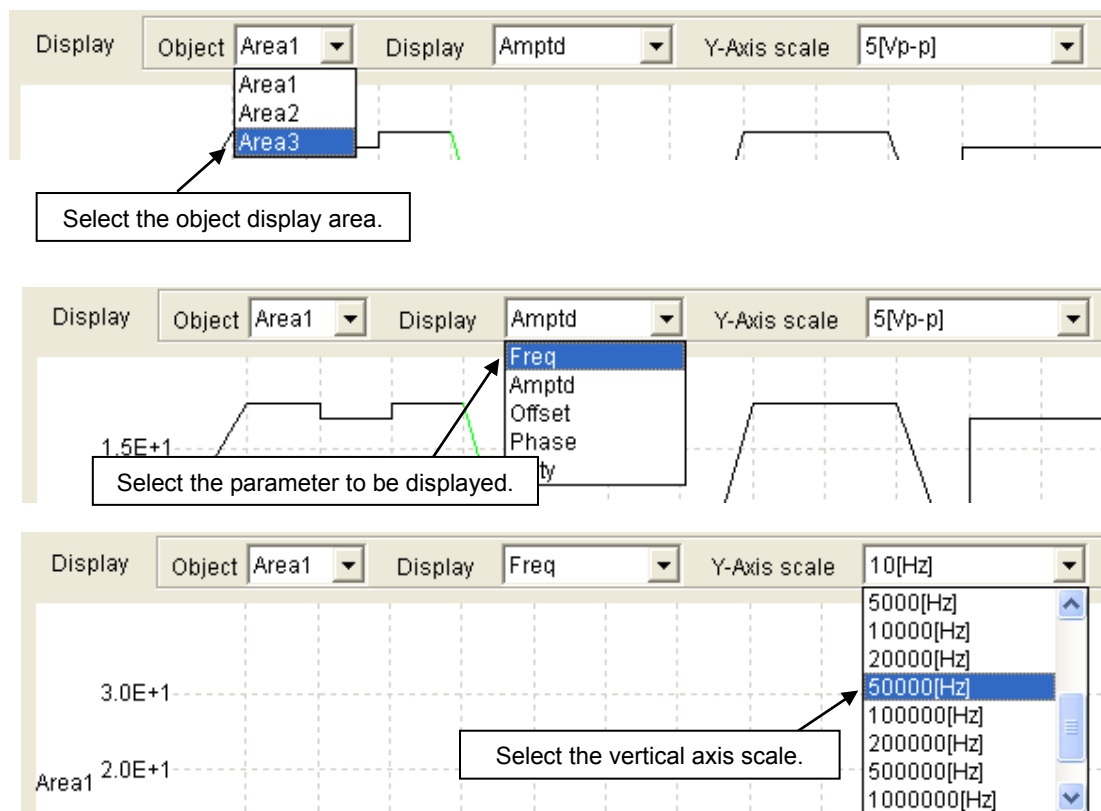 Display Object Area1 Display Amptd Y-Axis scale 5[Vp-p]
Area1
Area2
Area3
Select the object display area.
Display Object Area1 Display Amptd Y-Axis scale 5[Vp-p]
Freq
Amptd
Offset
Phase
ty
1.5E+1
Select the parameter to be displayed.
Display Object Area1 Display Freq Y-Axis scale 10[Hz]
5000[Hz]
10000[Hz]
20000[Hz]
50000[Hz]
100000[Hz]
200000[Hz]
500000[Hz]
1000000[Hz]
3.0E+1
Select the vertical axis scale.
Area1 2.0E+1